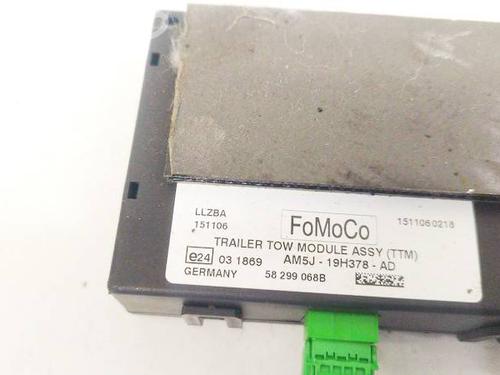 LLZBA
151106
FoMoCo
1511060218
TRAILER TOW MODULE ASSY (TTM)
e24 03 1869 AM5J - 19H378 - AD
GERMANY 58 299 068B